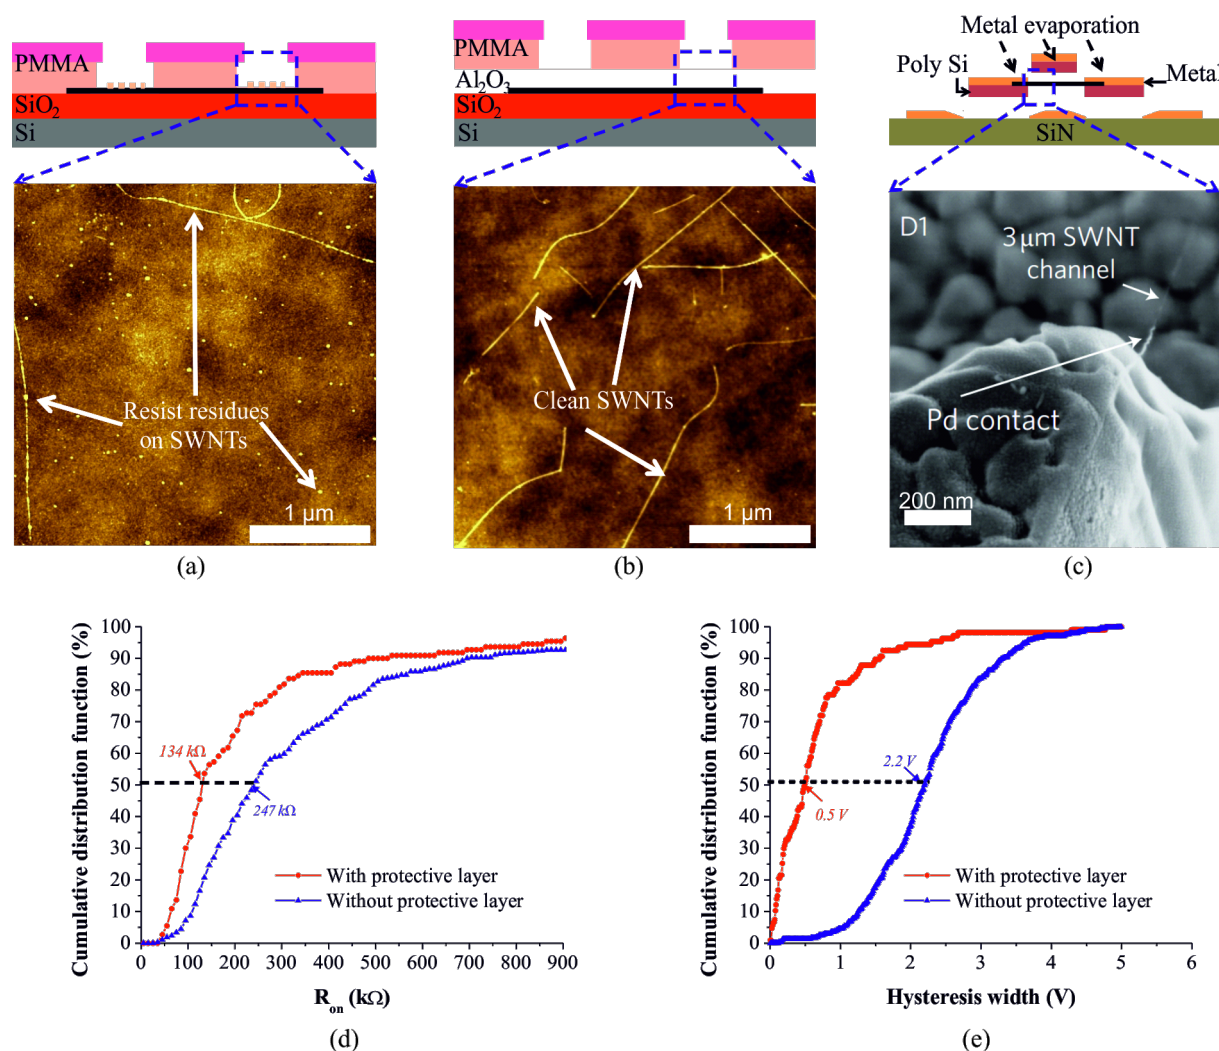 PMMA
SiO2
Si
PMMA
Al2O3
SiO2
Si
Metal evaporation
Poly Si
Metal
SiN
Resist residues
on SWNTs
1 μm
Clean SWNTs
1 μm
D1
3 μm SWNT
channel
Pd contact
200 nm
(a)
(b)
(c)
Cumulative distribution function (%)
100
90
80
70
60
50
40
30
20
10
0
134 kΩ
247 kΩ
With protective layer
Without protective layer
0 100 200 300 400 500 600 700 800 900
Ron (kΩ)
(d)
Cumulative distribution function (%)
100
90
80
70
60
50
40
30
20
10
0
2.2 V
0.5 V
With protective layer
Without protective layer
0 1 2 3 4 5 6
Hysteresis width (V)
(e)